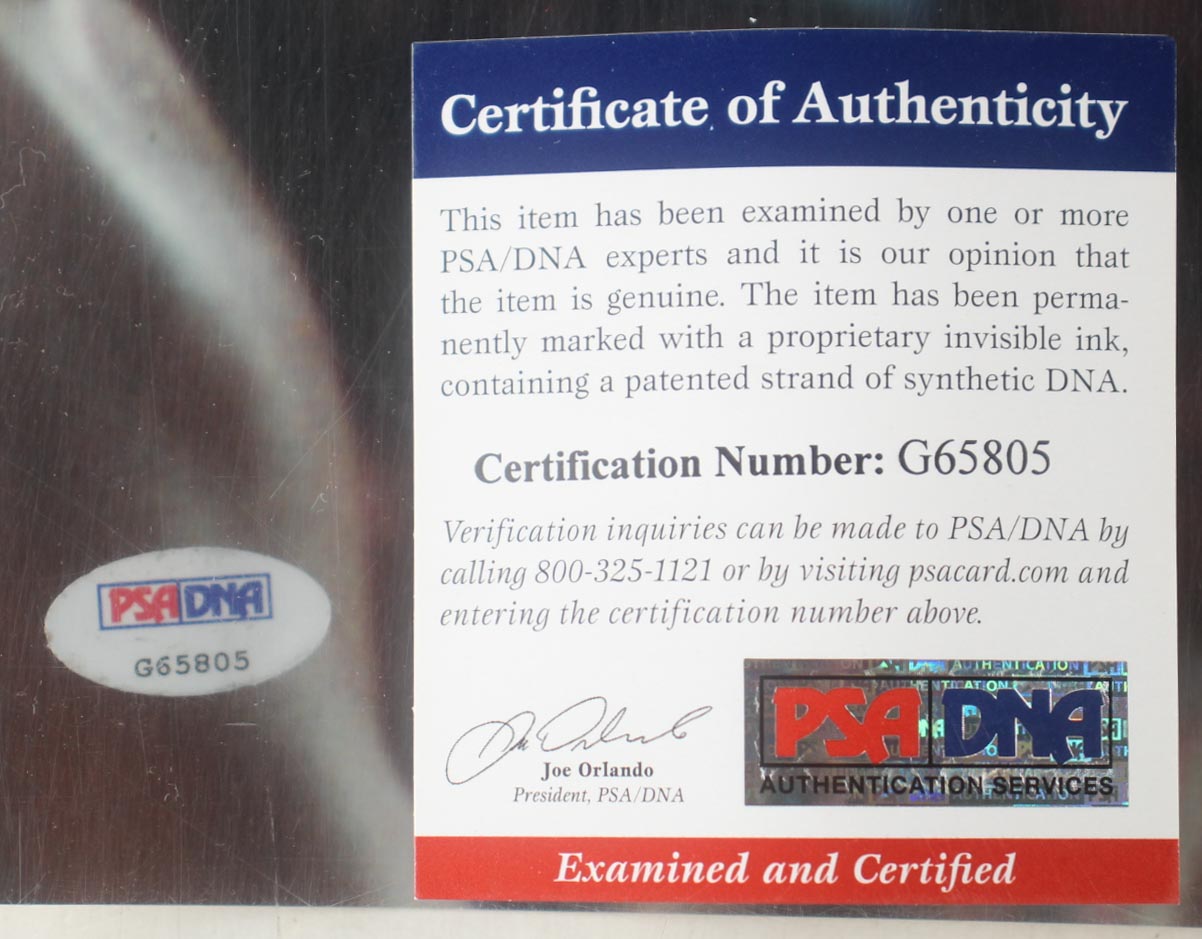 Certificate of Authenticity
This item has been examined by one or more
PSA/DNA experts and it is our opinion that
the item is genuine. The item has been perma-
nently marked with a proprietary invisible ink,
containing a patented strand of synthetic DNA.
Certification Number: G65805
Verification inquiries can be made to PSA/DNA by
calling 800-325-1121 or by visiting psacard.com and
entering the certification number above.
PSA DNA
G65805
Joe Orlando
President, PSA/DNA
PSA DNA
AUTHENTICATION SERVICES
Examined and Certified